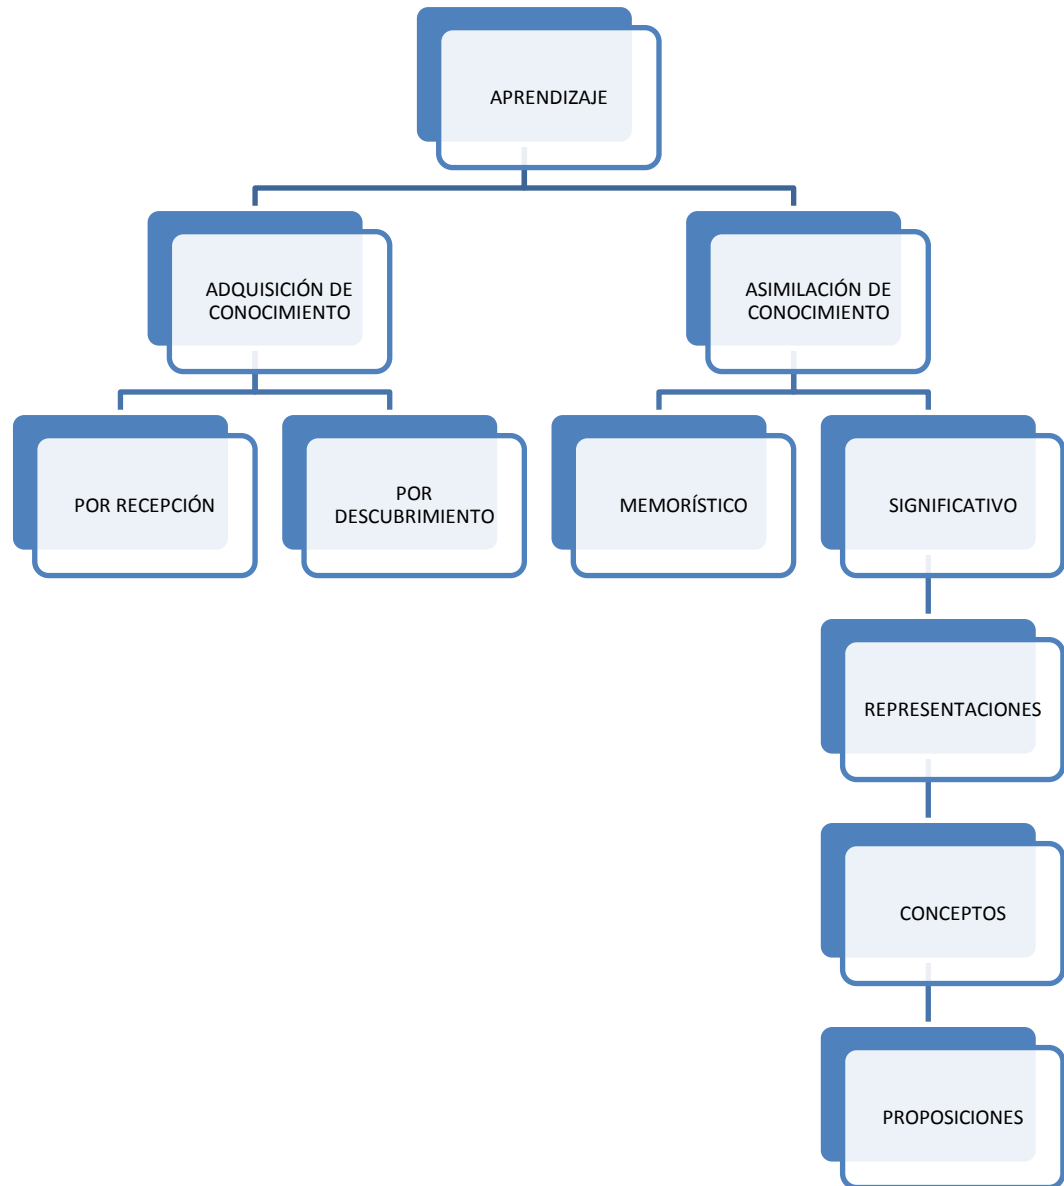 APRENDIZAJE
ADQUISICIÓN DE
CONOCIMIENTO
ASIMILACIÓN DE
CONOCIMIENTO
POR RECEPCIÓN
POR
DESCUBRIMIENTO
MEMORÍSTICO
SIGNIFICATIVO
REPRESENTACIONES
CONCEPTOS
PROPOSICIONES